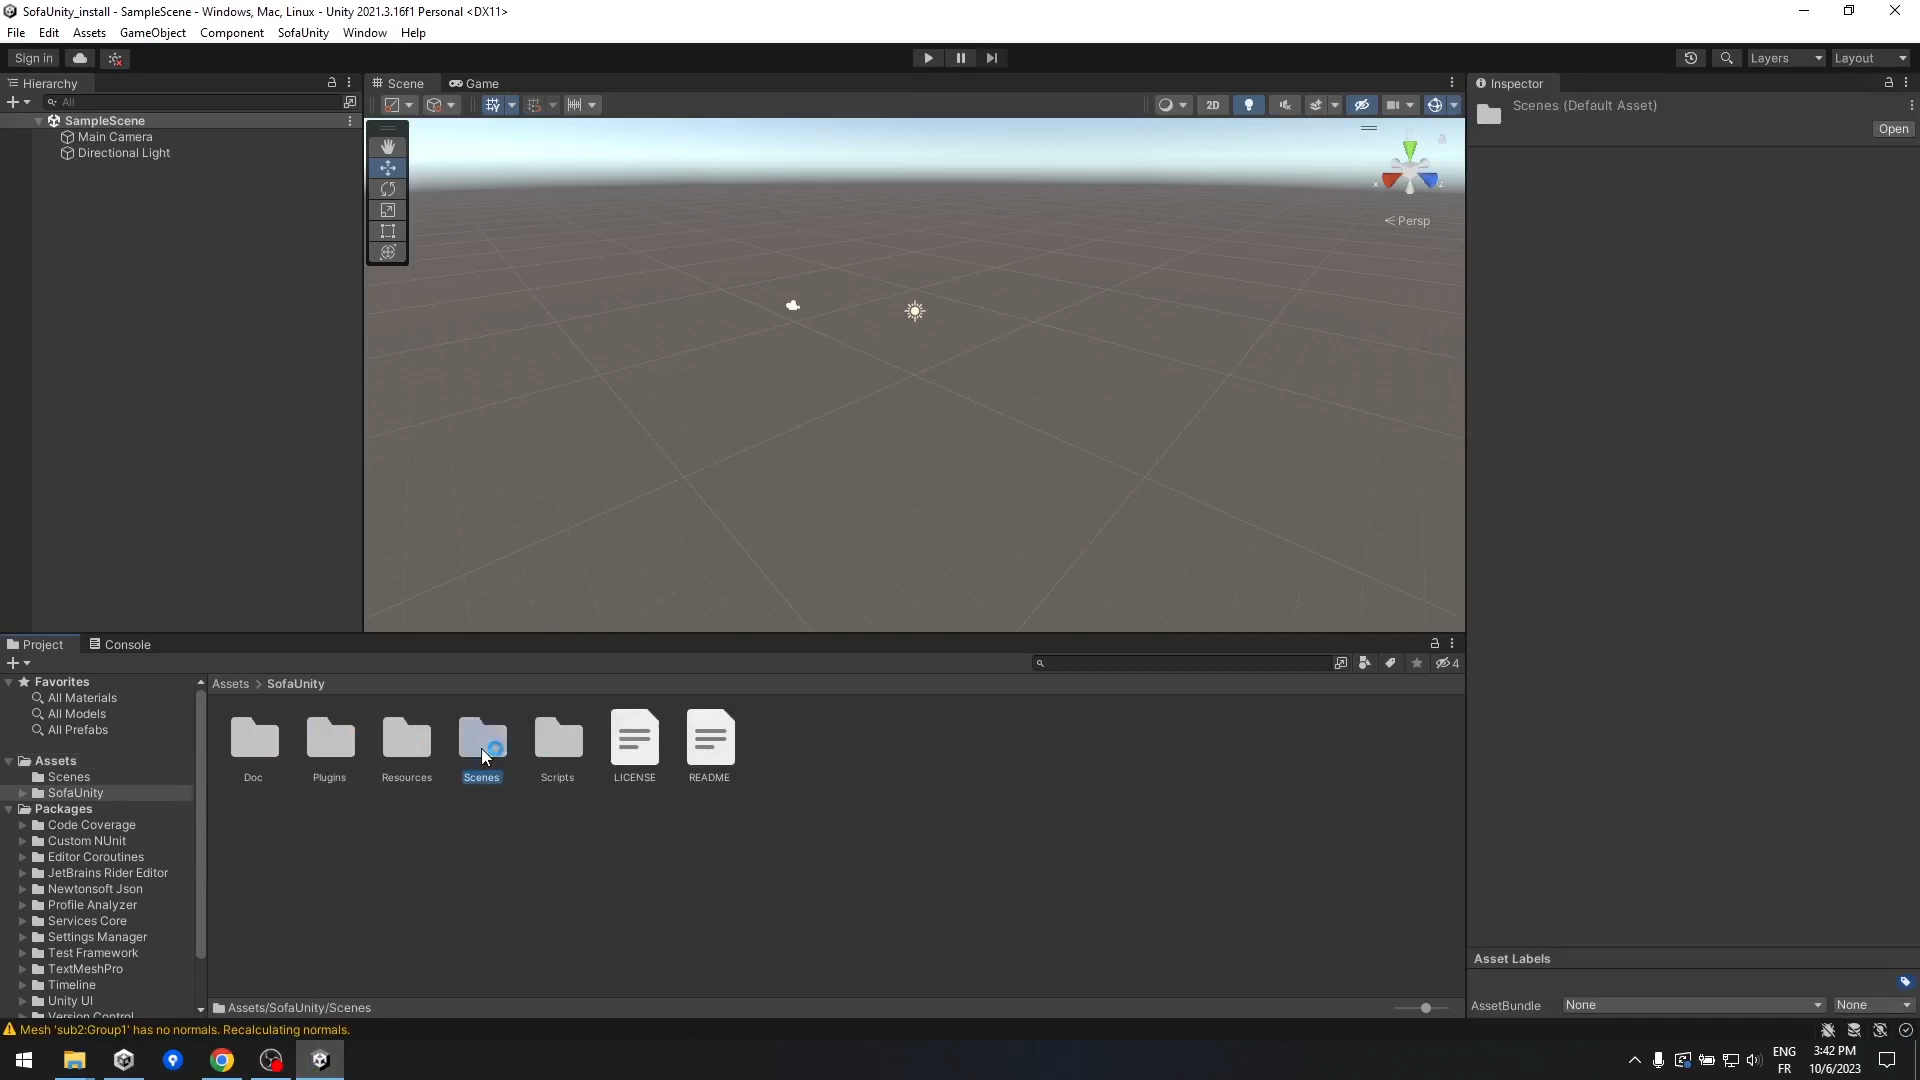 SofaUnity_install - SampleScene - Windows, Mac, Linux - Unity 2021.3.16f1 Personal <DX11>
File Edit Assets GameObject Component SofaUnity Window Help
Sign in
Layers
Layout
Hierarchy
All
SampleScene
Main Camera
Directional Light
Scene
Game
2D
x
z
Persp
Inspector
Scenes (Default Asset)
Open
Project
Console
4
Favorites
All Materials
All Models
All Prefabs
Assets
Scenes
SofaUnity
Packages
Code Coverage
Custom NUnit
Editor Coroutines
JetBrains Rider Editor
Newtonsoft Json
Profile Analyzer
Services Core
Settings Manager
Test Framework
TextMeshPro
Timeline
Unity UI
Version Control
Assets > SofaUnity
Doc
Plugins
Resources
Scenes
Scripts
LICENSE
README
Assets/SofaUnity/Scenes
Asset Labels
AssetBundle
None
None
Mesh 'sub2:Group1' has no normals. Recalculating normals.
ENG
FR
3:42 PM
10/6/2023